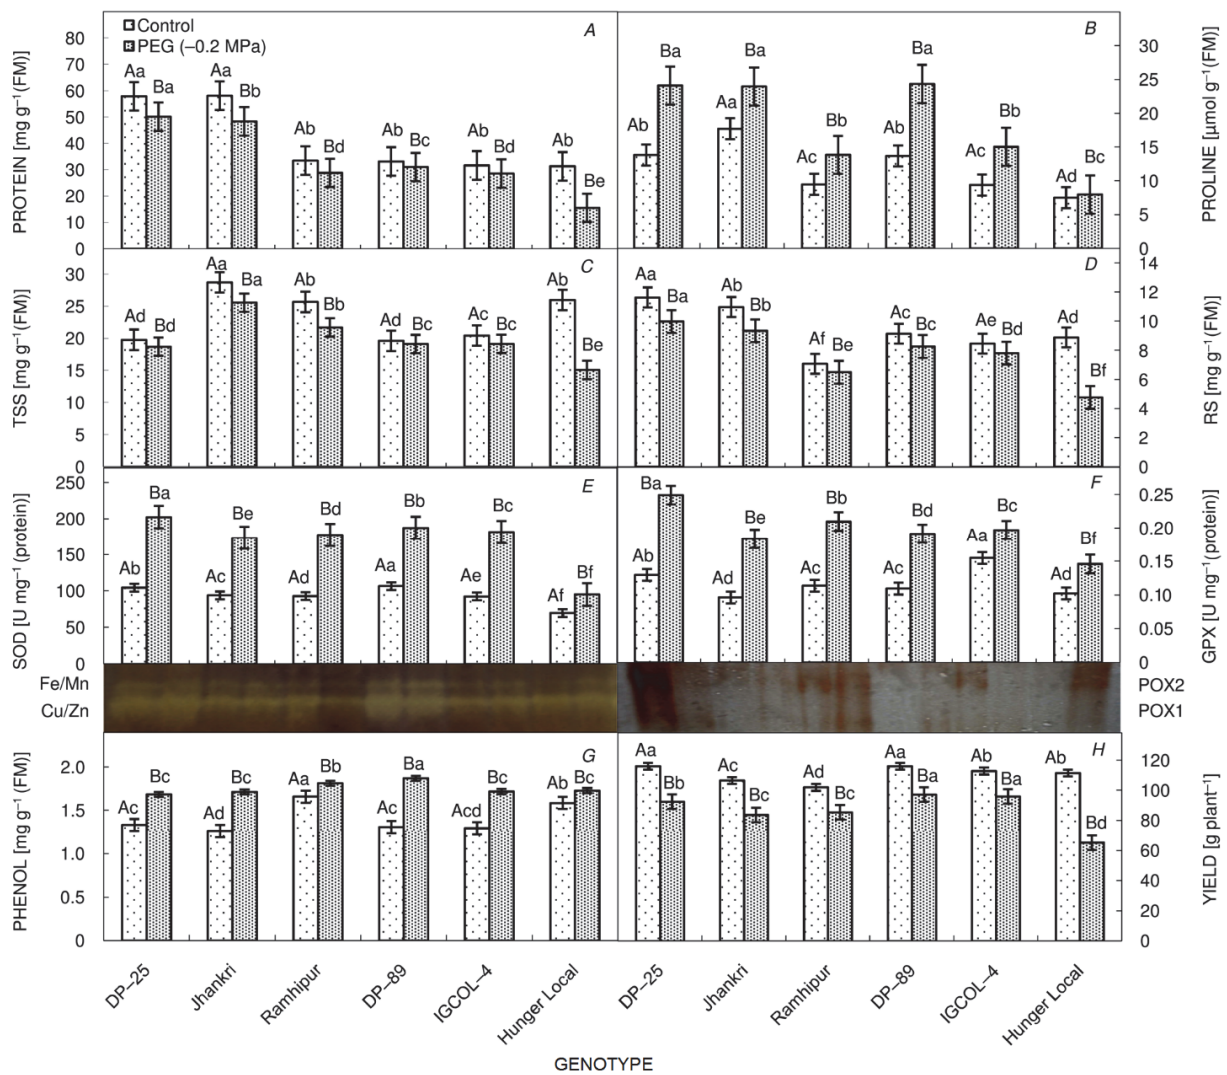 Control
PEG (–0.2 MPa)
A
PROTEIN [mg g⁻¹ (FM)]
80
70
60
50
40
30
20
10
0
Aa Ba Aa Bb Ab Bd Ab Bc Ab Bd Ab Be
B
PROLINE [µmol g⁻¹ (FM)]
30
25
20
15
10
5
0
Ab Ba Aa Ba Ac Bb Ab Ba Ac Bb Ad Bc
C
TSS [mg g⁻¹ (FM)]
30
25
20
15
10
5
0
Ad Bd Aa Ba Ab Bb Ad Bc Ac Bc Ab Be
D
RS [mg g⁻¹ (FM)]
14
12
10
8
6
4
2
0
Aa Ba Ab Bb Af Be Ac Bc Ae Bd Ad Bf
E
SOD [U mg⁻¹ (protein)]
250
200
150
100
50
0
Ab Ba Ac Be Ad Bd Aa Bb Ae Bc Af Bf
F
GPX [U mg⁻¹ (protein)]
0.25
0.20
0.15
0.10
0.05
0
Ab Ba Ad Be Ac Bb Ac Bd Aa Bc Ad Bf
Fe/Mn
Cu/Zn
POX2
POX1
G
PHENOL [mg g⁻¹ (FM)]
2.0
1.5
1.0
0.5
0
Ac Bc Ad Bc Aa Bb Ac Ba Acd Bc Ab Bc
H
YIELD [g plant⁻¹]
120
100
80
60
40
20
0
Aa Bb Ac Bc Ad Bc Aa Ba Ab Ba Ab Bd
DP–25
Jhankri
Ramhipur
DP–89
IGCOL–4
Hunger Local
DP–25
Jhankri
Ramhipur
DP–89
IGCOL–4
Hunger Local
GENOTYPE